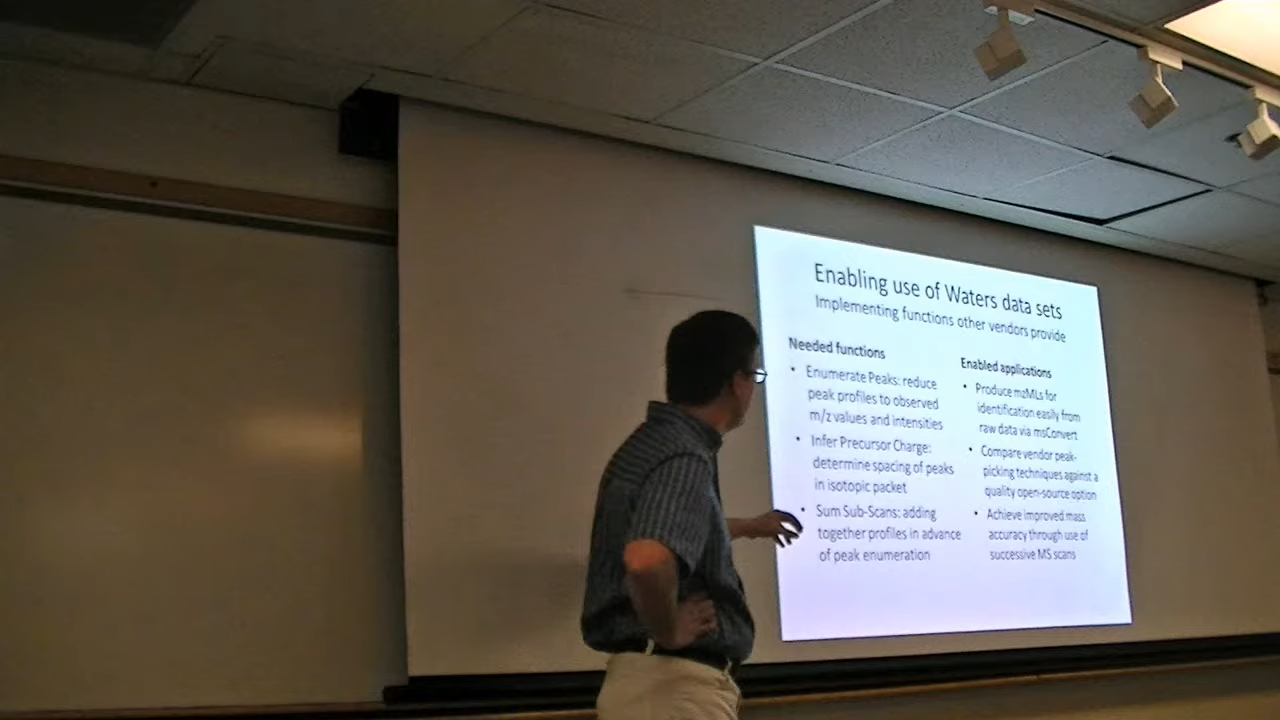 Enabling use of Waters data sets
Implementing functions other vendors provide
Needed functions
• Enumerate Peaks: reduce
peak profiles to observed
m/z values and intensities
• Infer Precursor Charge:
determine spacing of peaks
in isotopic packet
• Sum Sub-Scans: adding
together profiles in advance
of peak enumeration
Enabled applications
• Produce mzMLs for
identification easily from
raw data via msConvert
• Compare vendor peak-
picking techniques against a
quality open-source option
• Achieve improved mass
accuracy through use of
successive MS scans